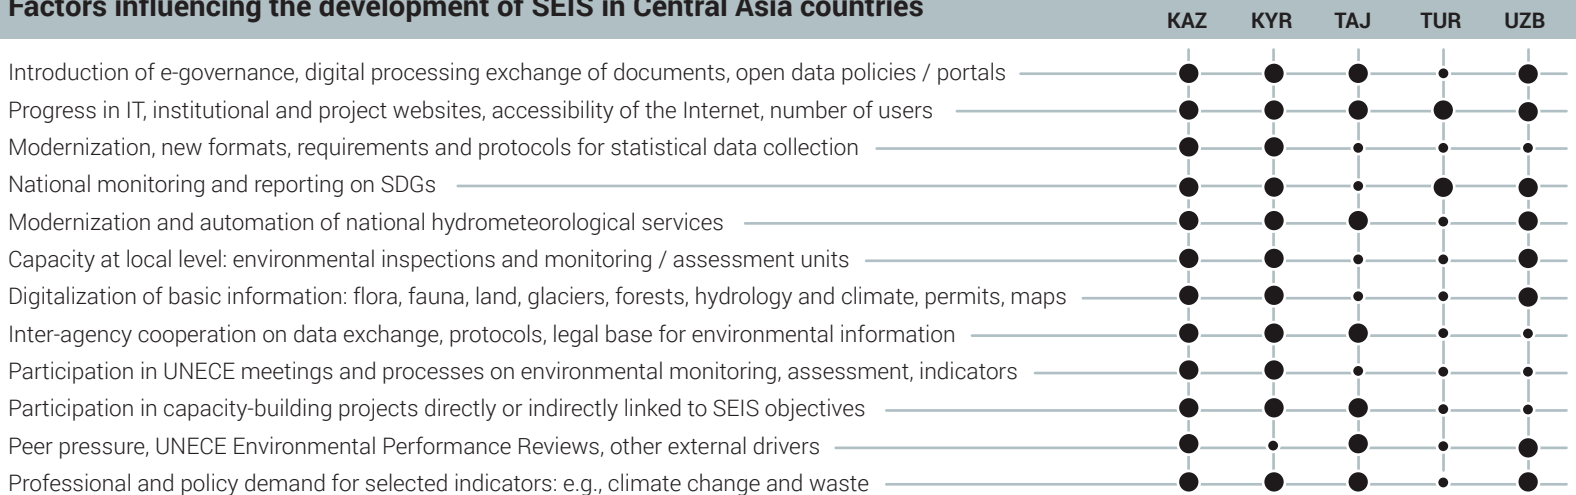 Factors influencing the development of SEIS in Central Asia countries
KAZ KYR TAJ TUR UZB
Introduction of e-governance, digital processing exchange of documents, open data policies / portals
Progress in IT, institutional and project websites, accessibility of the Internet, number of users
Modernization, new formats, requirements and protocols for statistical data collection
National monitoring and reporting on SDGs
Modernization and automation of national hydrometeorological services
Capacity at local level: environmental inspections and monitoring / assessment units
Digitalization of basic information: flora, fauna, land, glaciers, forests, hydrology and climate, permits, maps
Inter-agency cooperation on data exchange, protocols, legal base for environmental information
Participation in UNECE meetings and processes on environmental monitoring, assessment, indicators
Participation in capacity-building projects directly or indirectly linked to SEIS objectives
Peer pressure, UNECE Environmental Performance Reviews, other external drivers
Professional and policy demand for selected indicators: e.g., climate change and waste